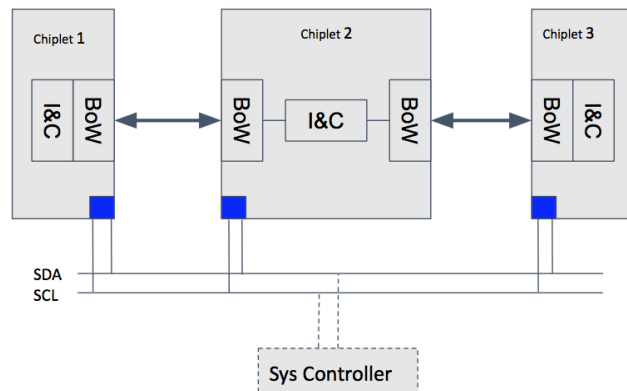 Chiplet 1
Chiplet 2
Chiplet 3
I&C
BoW
BoW
I&C
BoW
BoW
I&C
SDA
SCL
Sys Controller